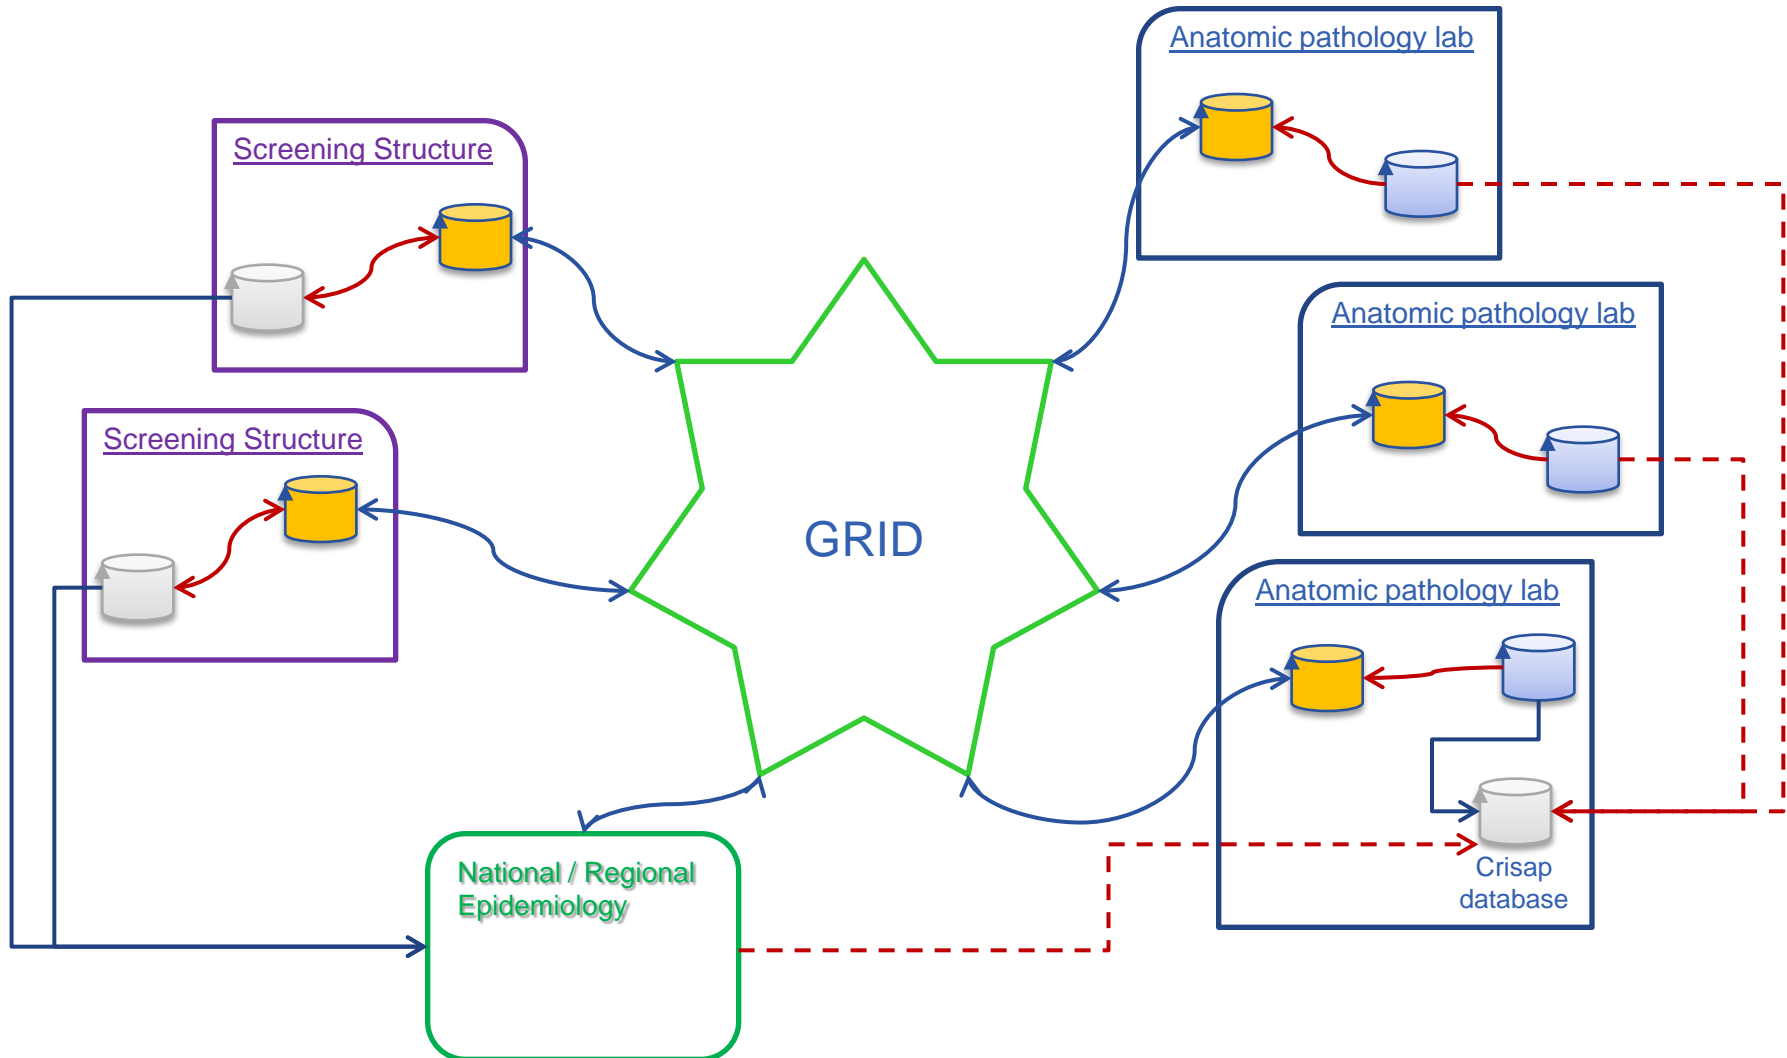 Anatomic pathology lab
Screening Structure
Anatomic pathology lab
Screening Structure
GRID
Anatomic pathology lab
National / Regional
Epidemiology
Crisap
database